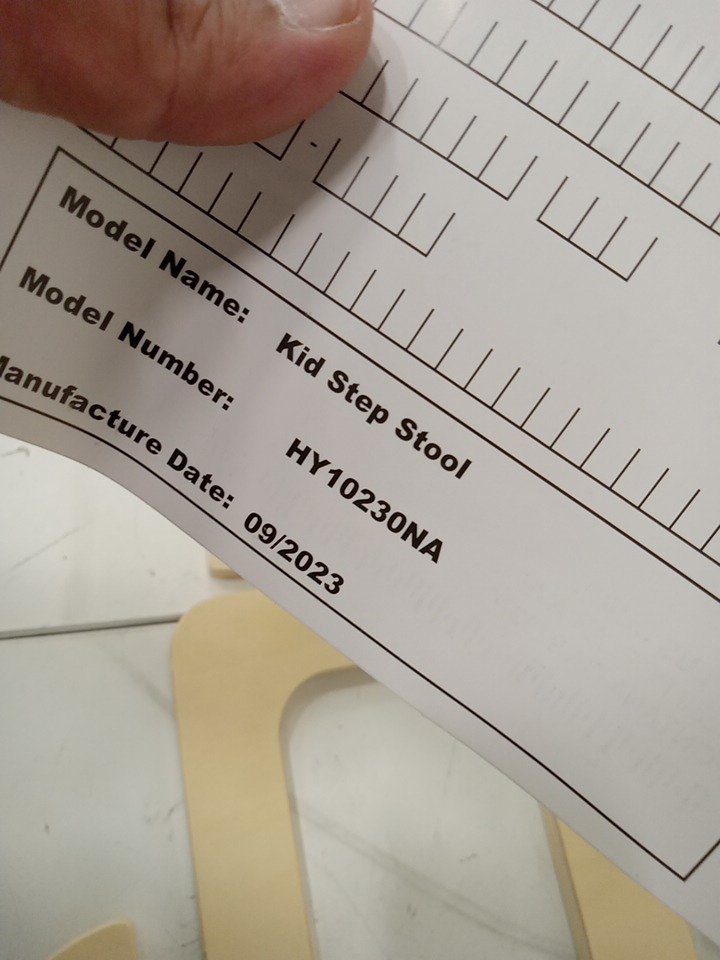 Model Name: Kid Step Stool
Model Number: HY10230NA
Manufacture Date: 09/2023